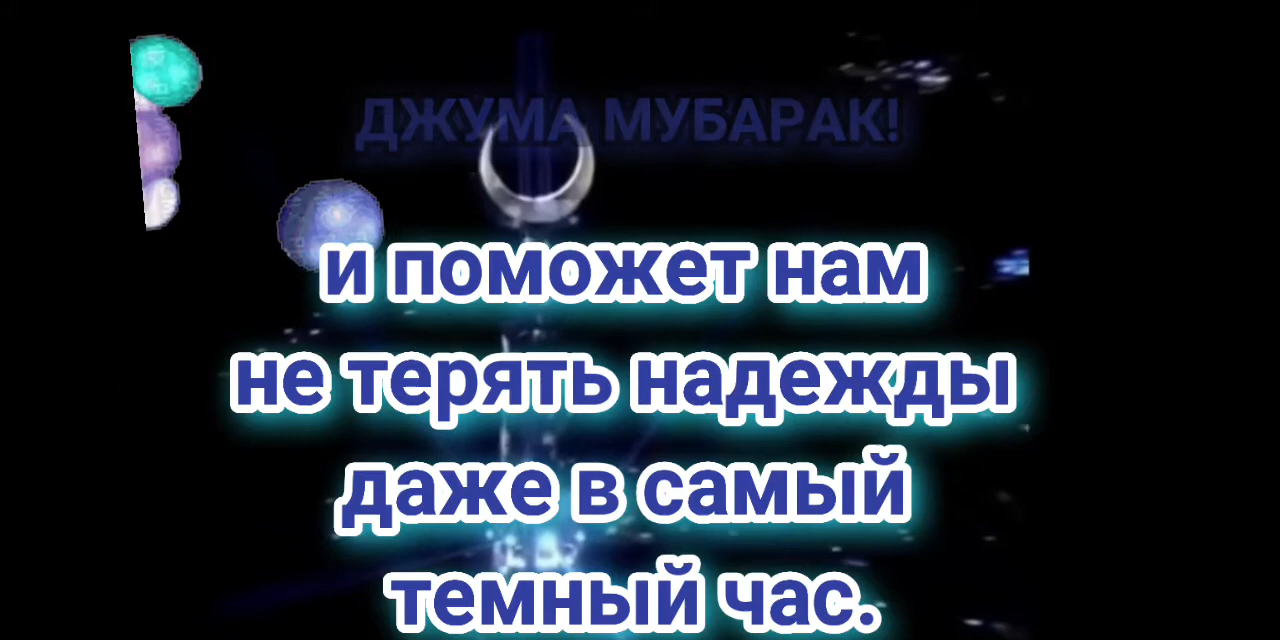 ДЖУМА МУБАРАК!
и поможет нам
не терять надежды
даже в самый
темный час.